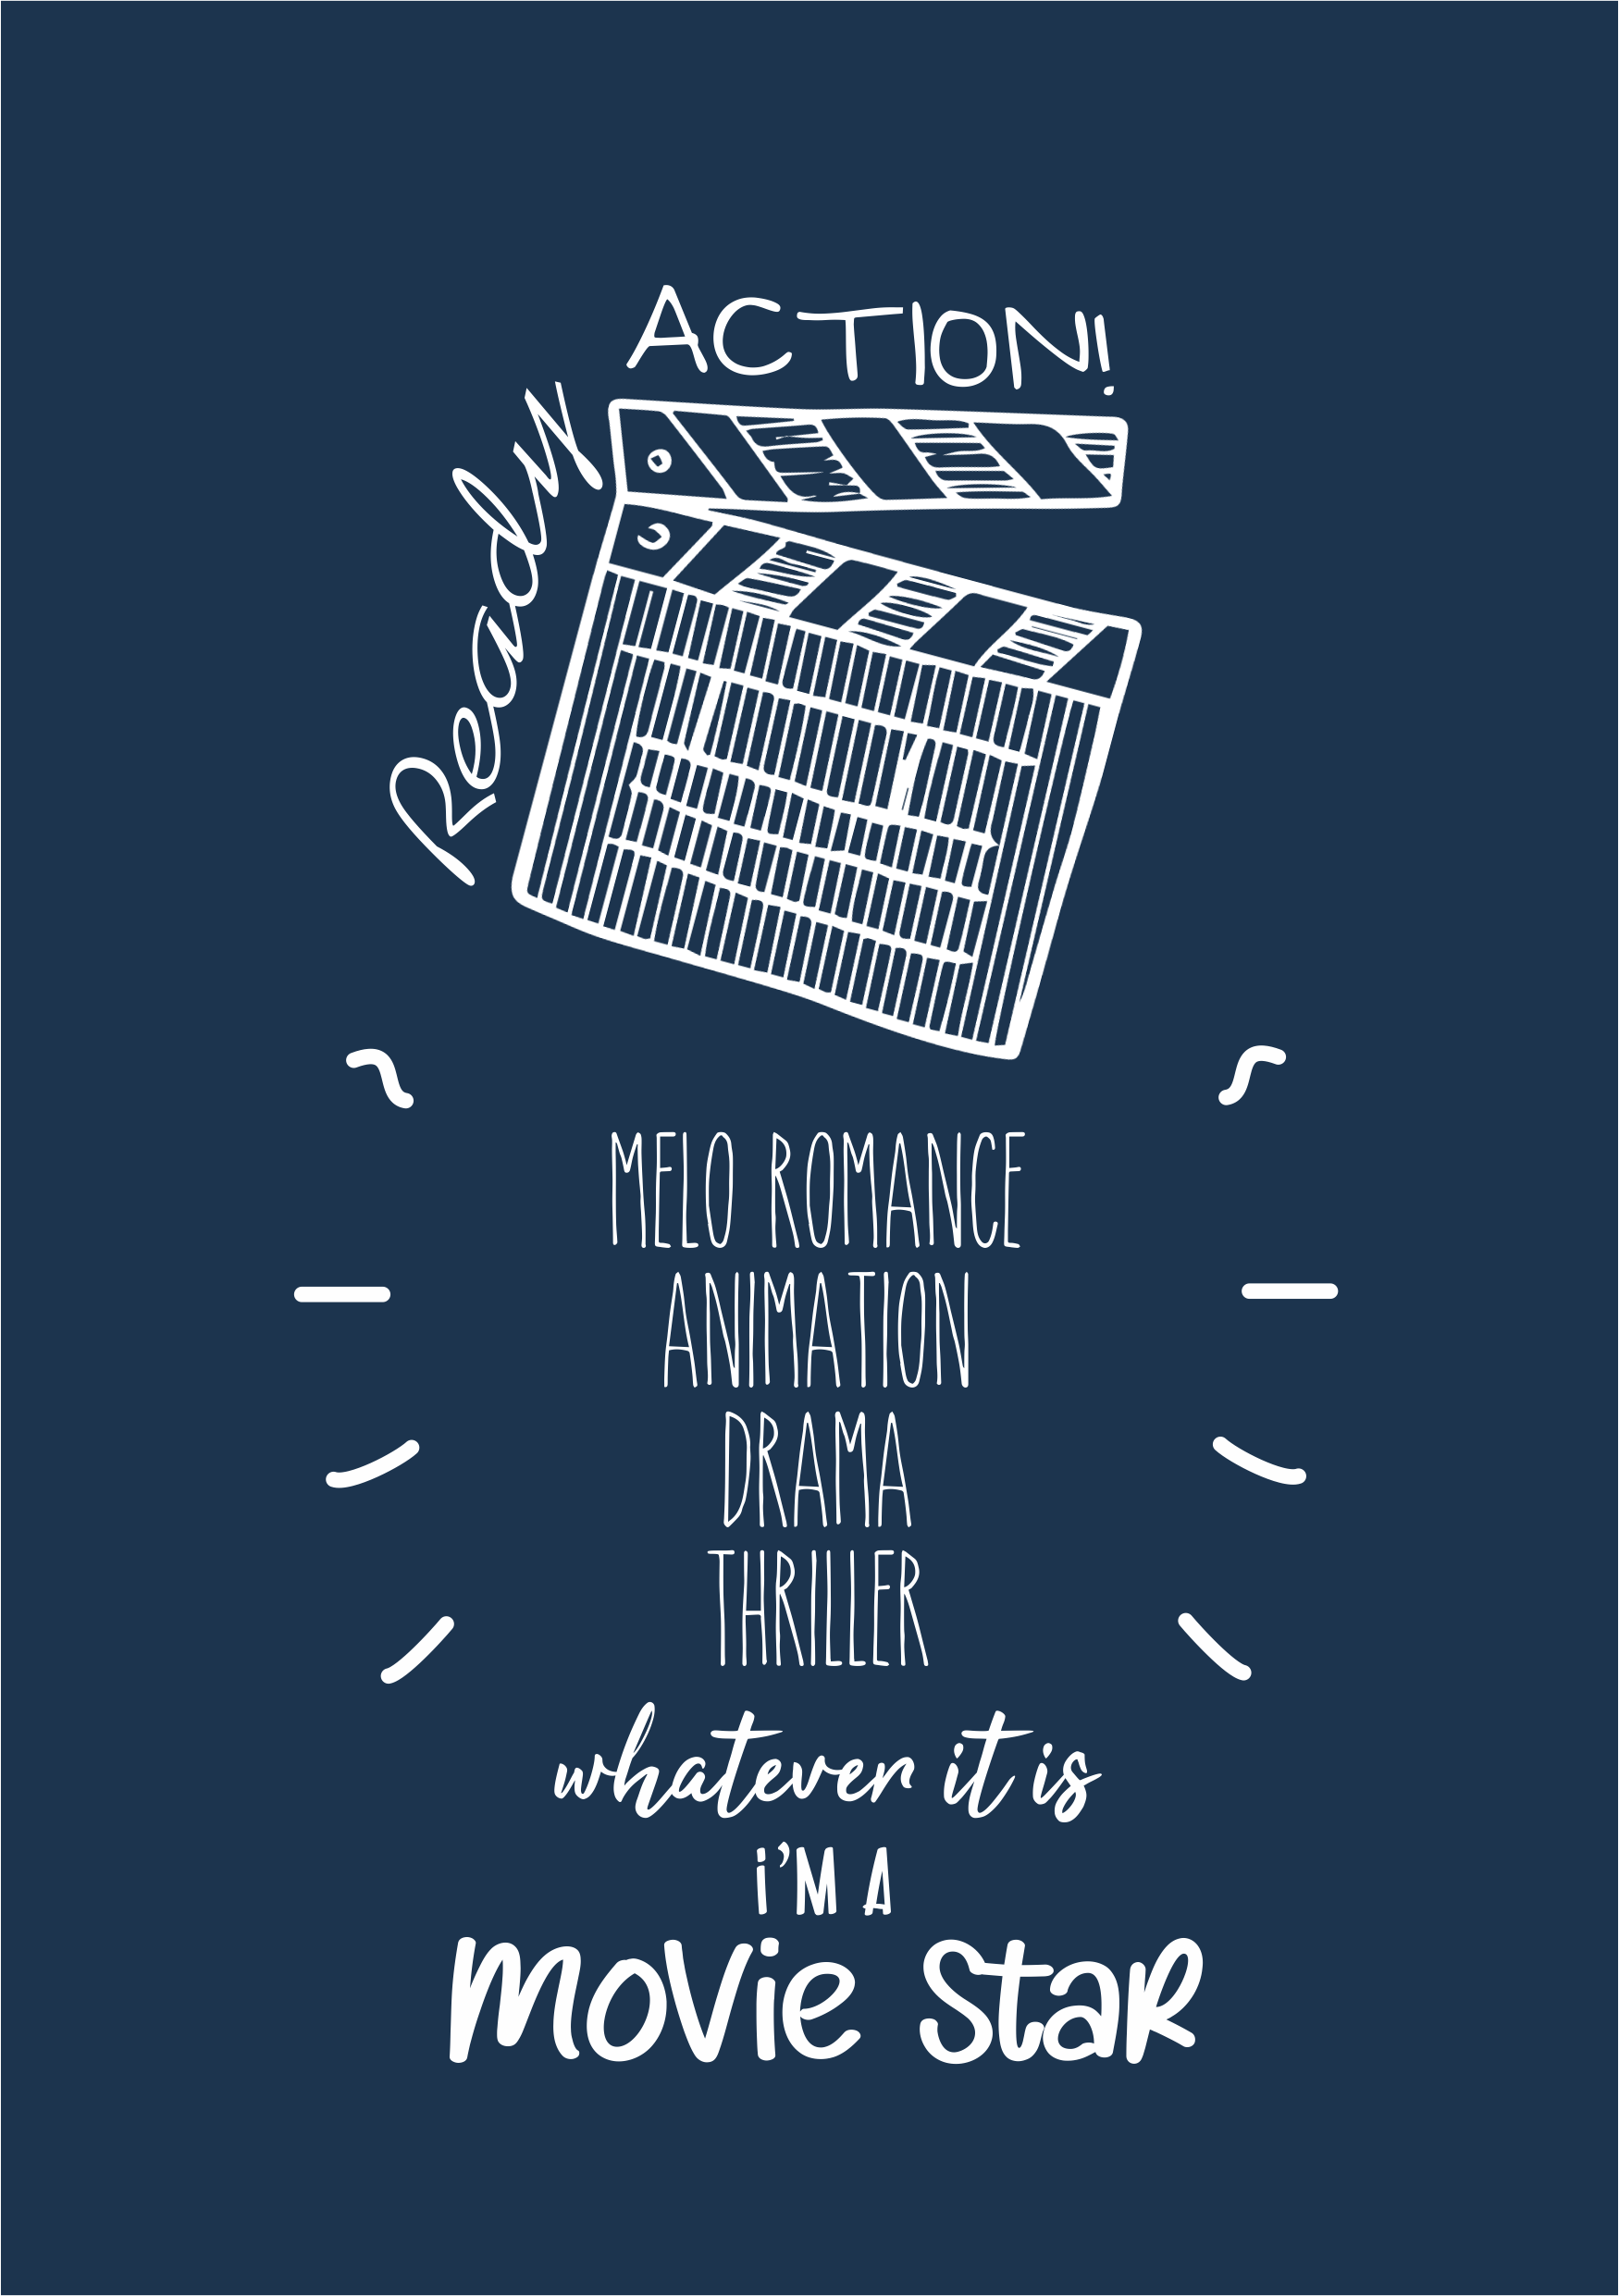 Ready
ACTION!
MELO ROMANCE
ANIMATION
DRAMA
THRILLER
whatever it is
i'M A
Movie Star